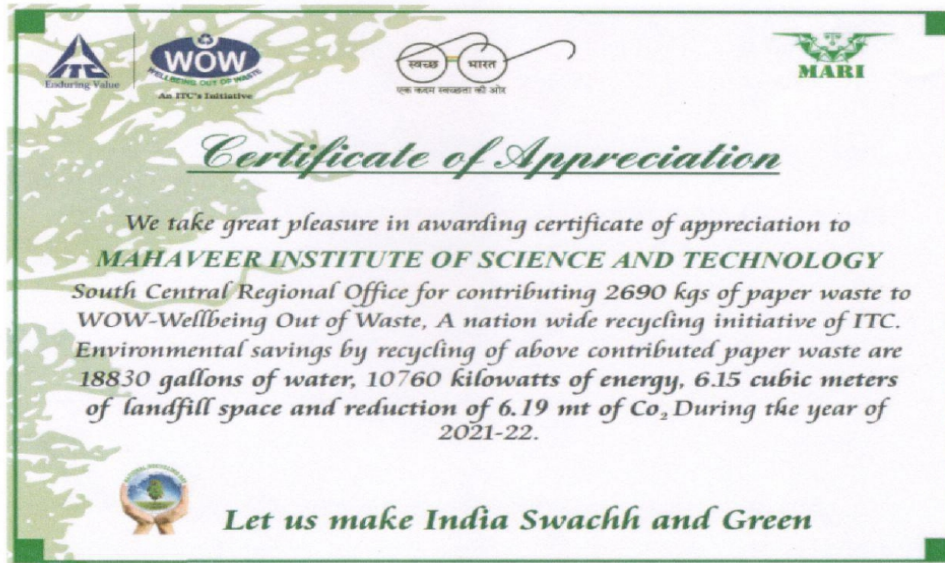 ITC
Enduring Value
WOW
WELLBEING OUT OF WASTE
An ITC's Initiative
स्वच्छ भारत
एक कदम स्वच्छता की ओर
MARI
Certificate of Appreciation
We take great pleasure in awarding certificate of appreciation to
MAHAVEER INSTITUTE OF SCIENCE AND TECHNOLOGY
South Central Regional Office for contributing 2690 kgs of paper waste to
WOW-Wellbeing Out of Waste, A nation wide recycling initiative of ITC.
Environmental savings by recycling of above contributed paper waste are
18830 gallons of water, 10760 kilowatts of energy, 6.15 cubic meters
of landfill space and reduction of 6.19 mt of Co₂ During the year of
2021-22.
Let us make India Swachh and Green